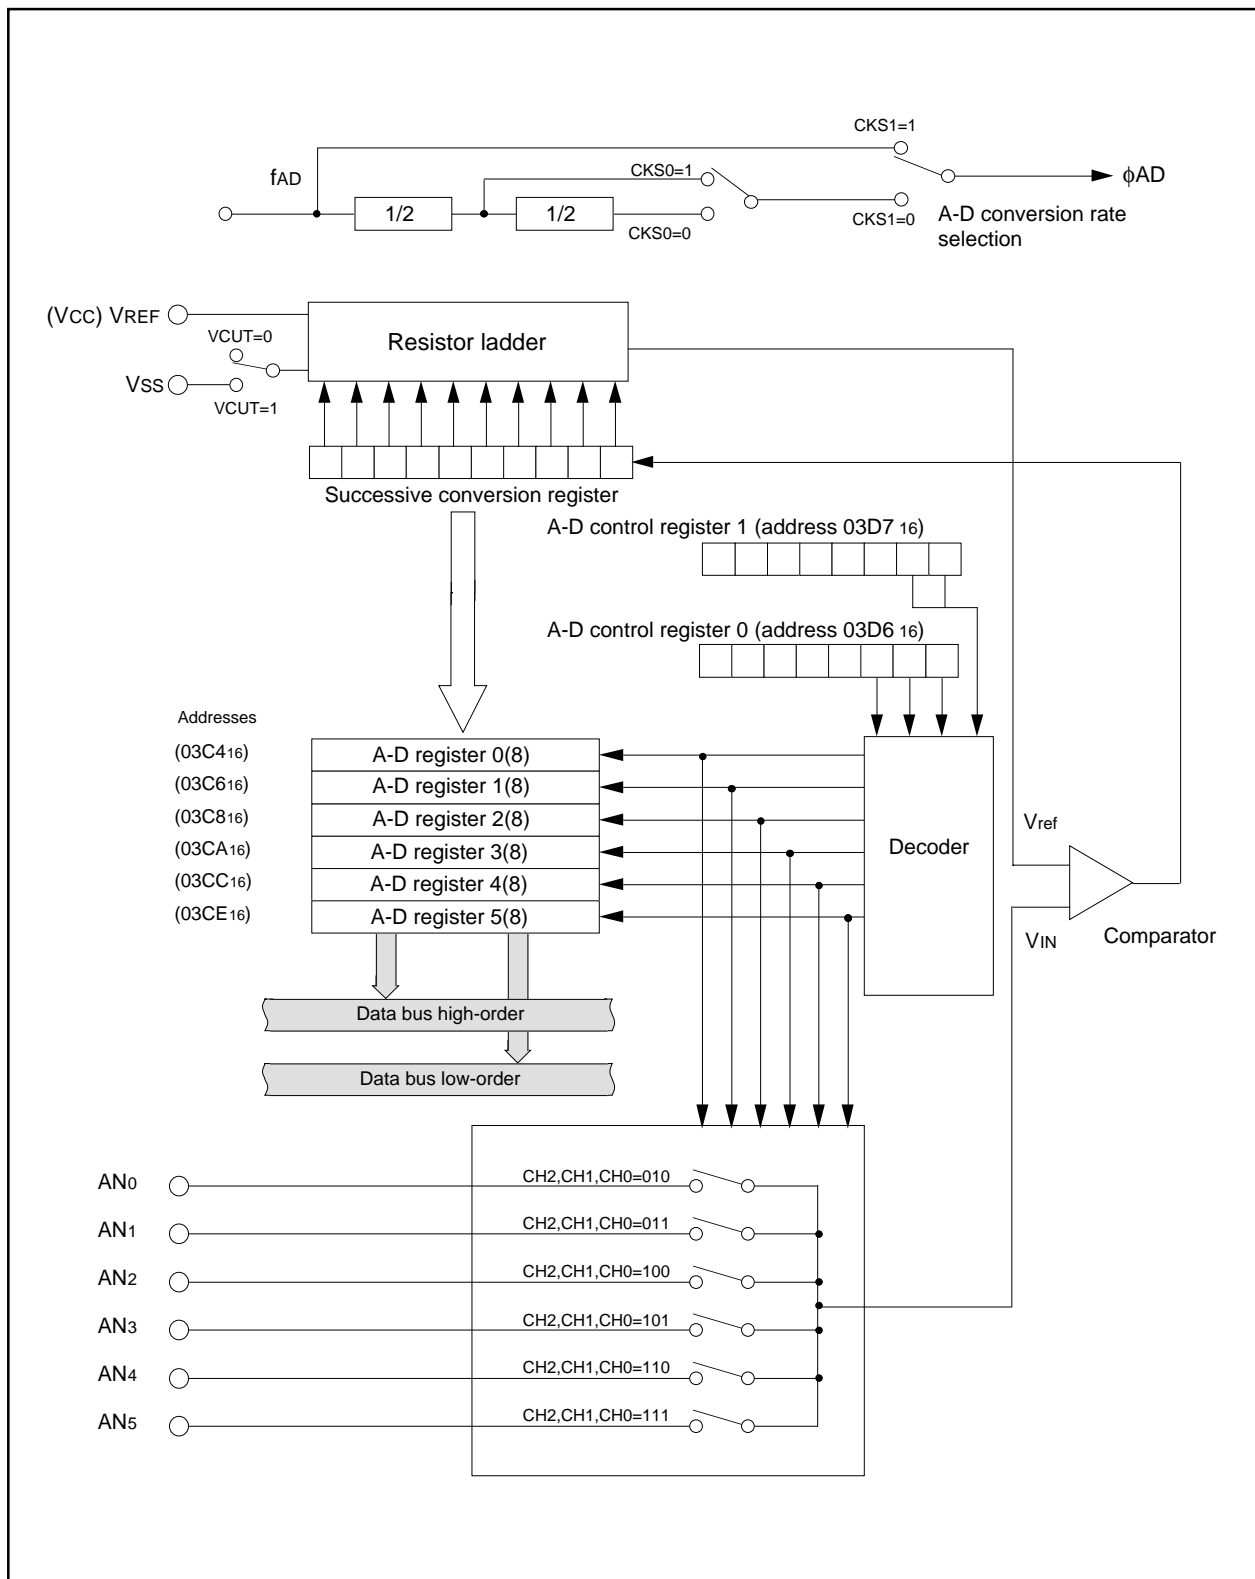 CKS1=1
fAD
CKS0=1
1/2
1/2
ϕAD
CKS0=0
CKS1=0
A-D conversion rate
selection
(VCC) VREF
VCUT=0
Resistor ladder
VSS
VCUT=1
Successive conversion register
A-D control register 1 (address 03D7 16)
A-D control register 0 (address 03D6 16)
Addresses
(03C416)
A-D register 0(8)
(03C616)
A-D register 1(8)
(03C816)
A-D register 2(8)
(03CA16)
A-D register 3(8)
(03CC16)
A-D register 4(8)
(03CE16)
A-D register 5(8)
Decoder
Vref
VIN
Comparator
Data bus high-order
Data bus low-order
AN0
CH2,CH1,CH0=010
AN1
CH2,CH1,CH0=011
AN2
CH2,CH1,CH0=100
AN3
CH2,CH1,CH0=101
AN4
CH2,CH1,CH0=110
AN5
CH2,CH1,CH0=111